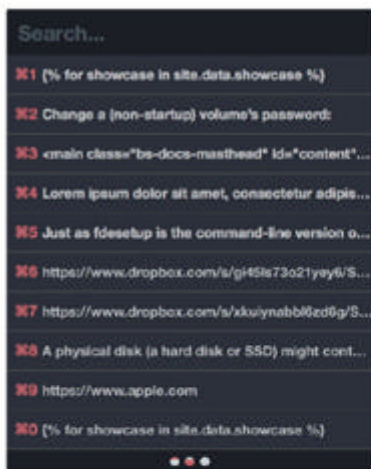 Search...
⌘1 {% for showcase in site.data.showcase %}
⌘2 Change a (non-startup) volume's password:
⌘3 <main class="bs-docs-masthead" id="content"...
⌘4 Lorem ipsum dolor sit amet, consectetur adipis...
⌘5 Just as fdesetup is the command-line version o...
⌘6 https://www.dropbox.com/s/
⌘7 https://www.dropbox.com/s/
⌘8 A physical disk (a hard disk or SSD) might cont...
⌘9 https://www.apple.com
⌘0 {% for showcase in site.data.showcase %}